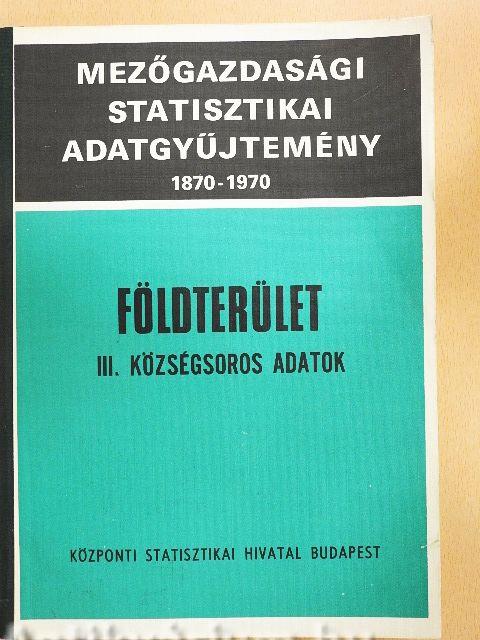 MEZŐGAZDASÁGI
STATISZTIKAI
ADATGYŰJTEMÉNY
1870-1970
FÖLDTERÜLET
III. KÖZSÉGSOROS ADATOK
KÖZPONTI STATISZTIKAI HIVATAL BUDAPEST